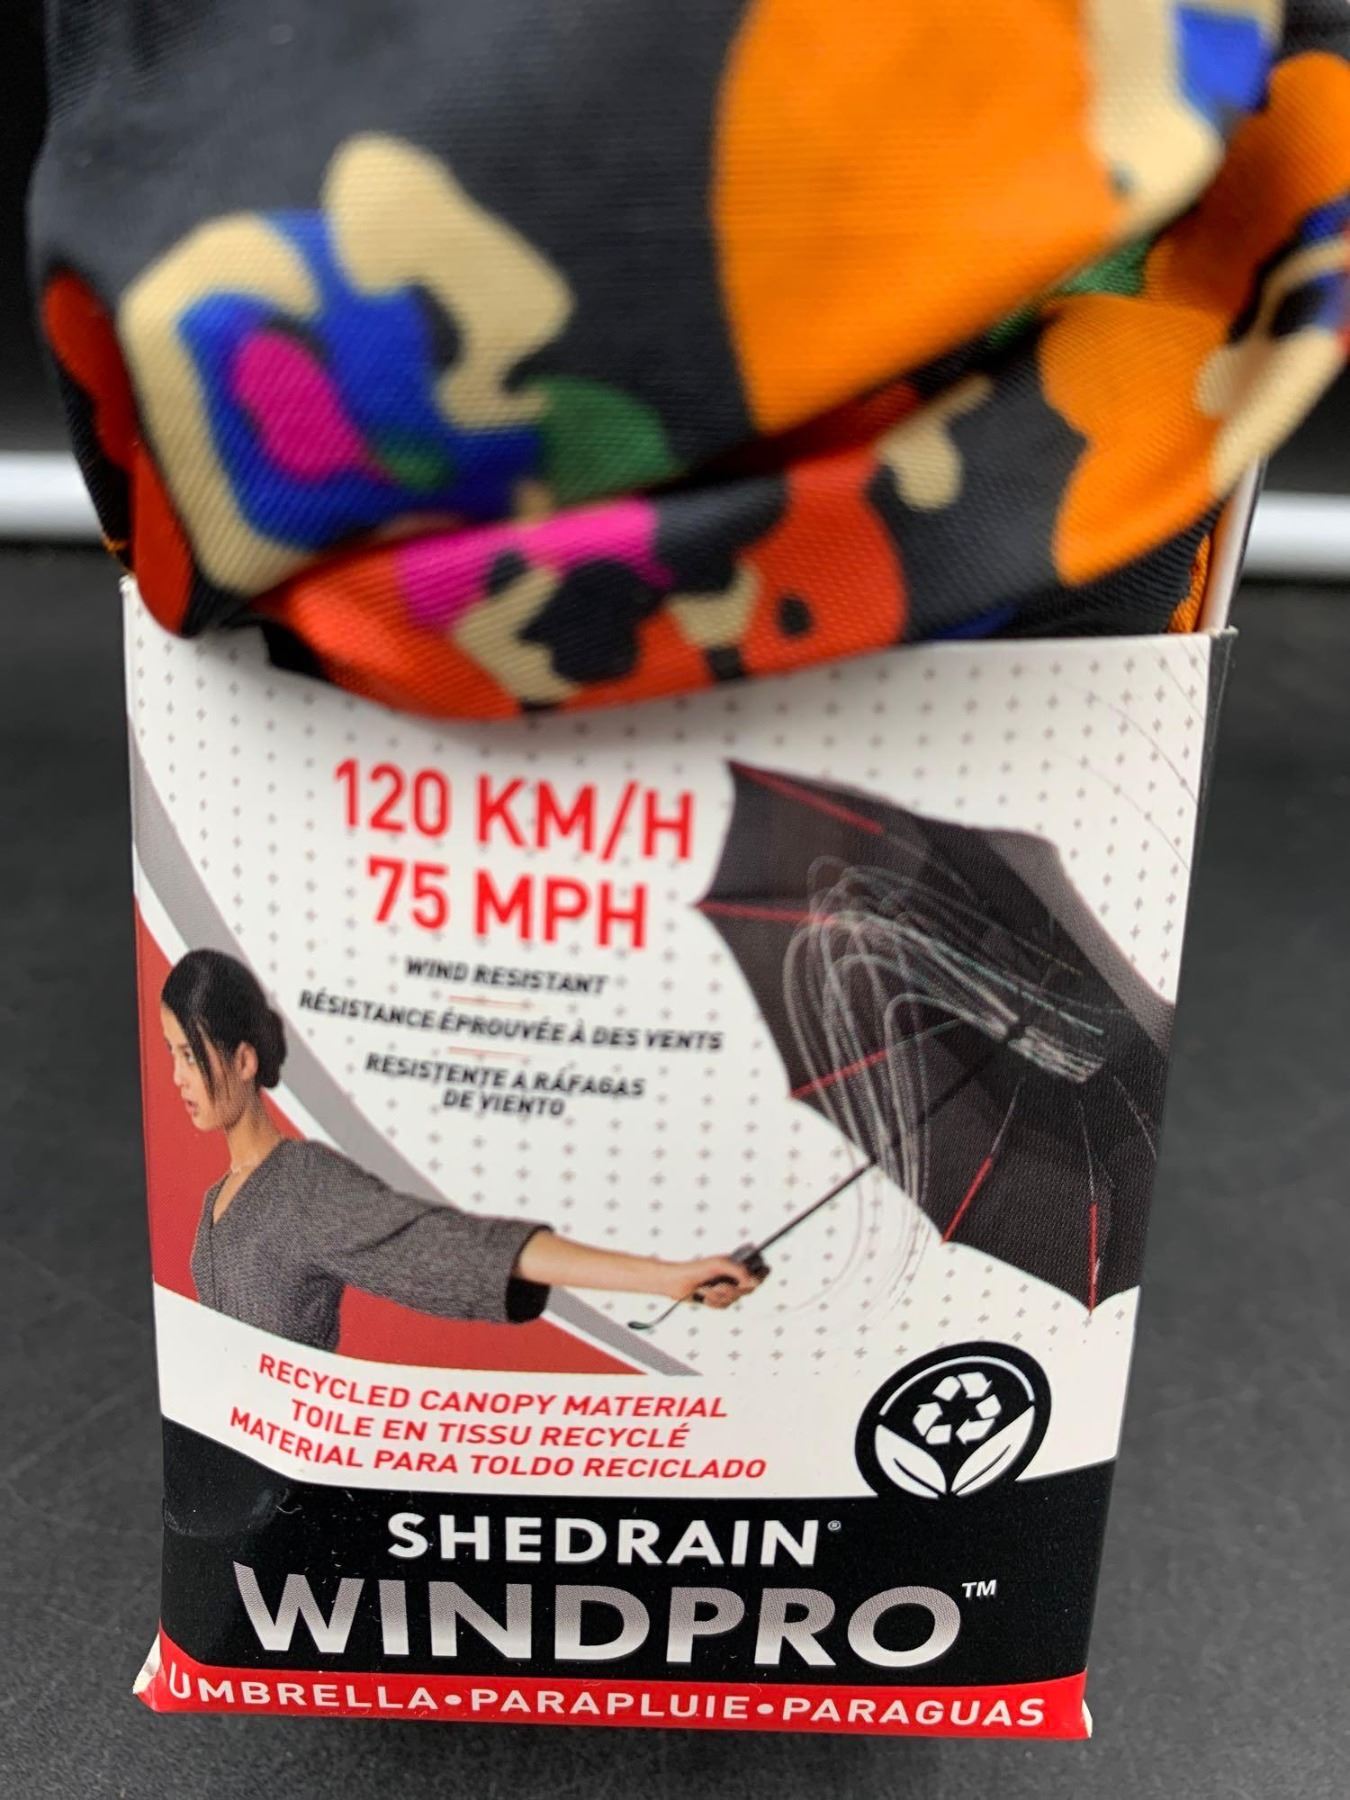 120 KM/H
75 MPH
WIND RESISTANT
RÉSISTANCE ÉPROUVÉE À DES VENTS
RESISTENTE A RÁFAGAS
DE VIENTO
RECYCLED CANOPY MATERIAL
TOILE EN TISSU RECYCLÉ
MATERIAL PARA TOLDO RECICLADO
SHEDRAIN®
WINDPRO™
UMBRELLA•PARAPLUIE•PARAGUAS